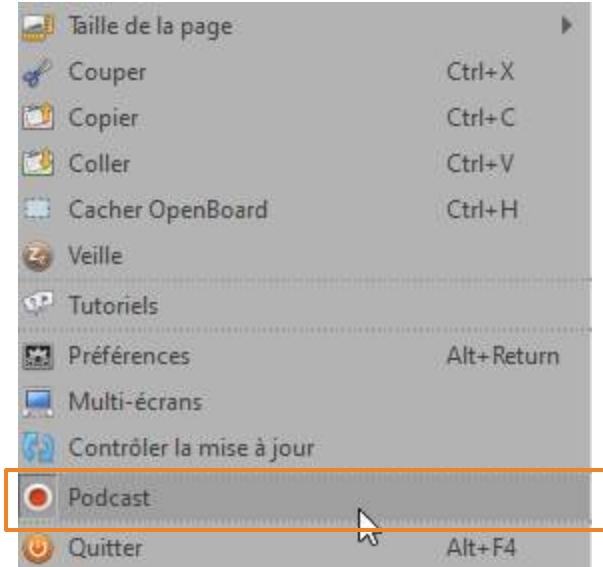 Taille de la page
Couper Ctrl+X
Copier Ctrl+C
Coller Ctrl+V
Cacher OpenBoard Ctrl+H
Veille
Tutoriels
Préférences Alt+Return
Multi-écrans
Contrôler la mise à jour
Podcast
Quitter Alt+F4